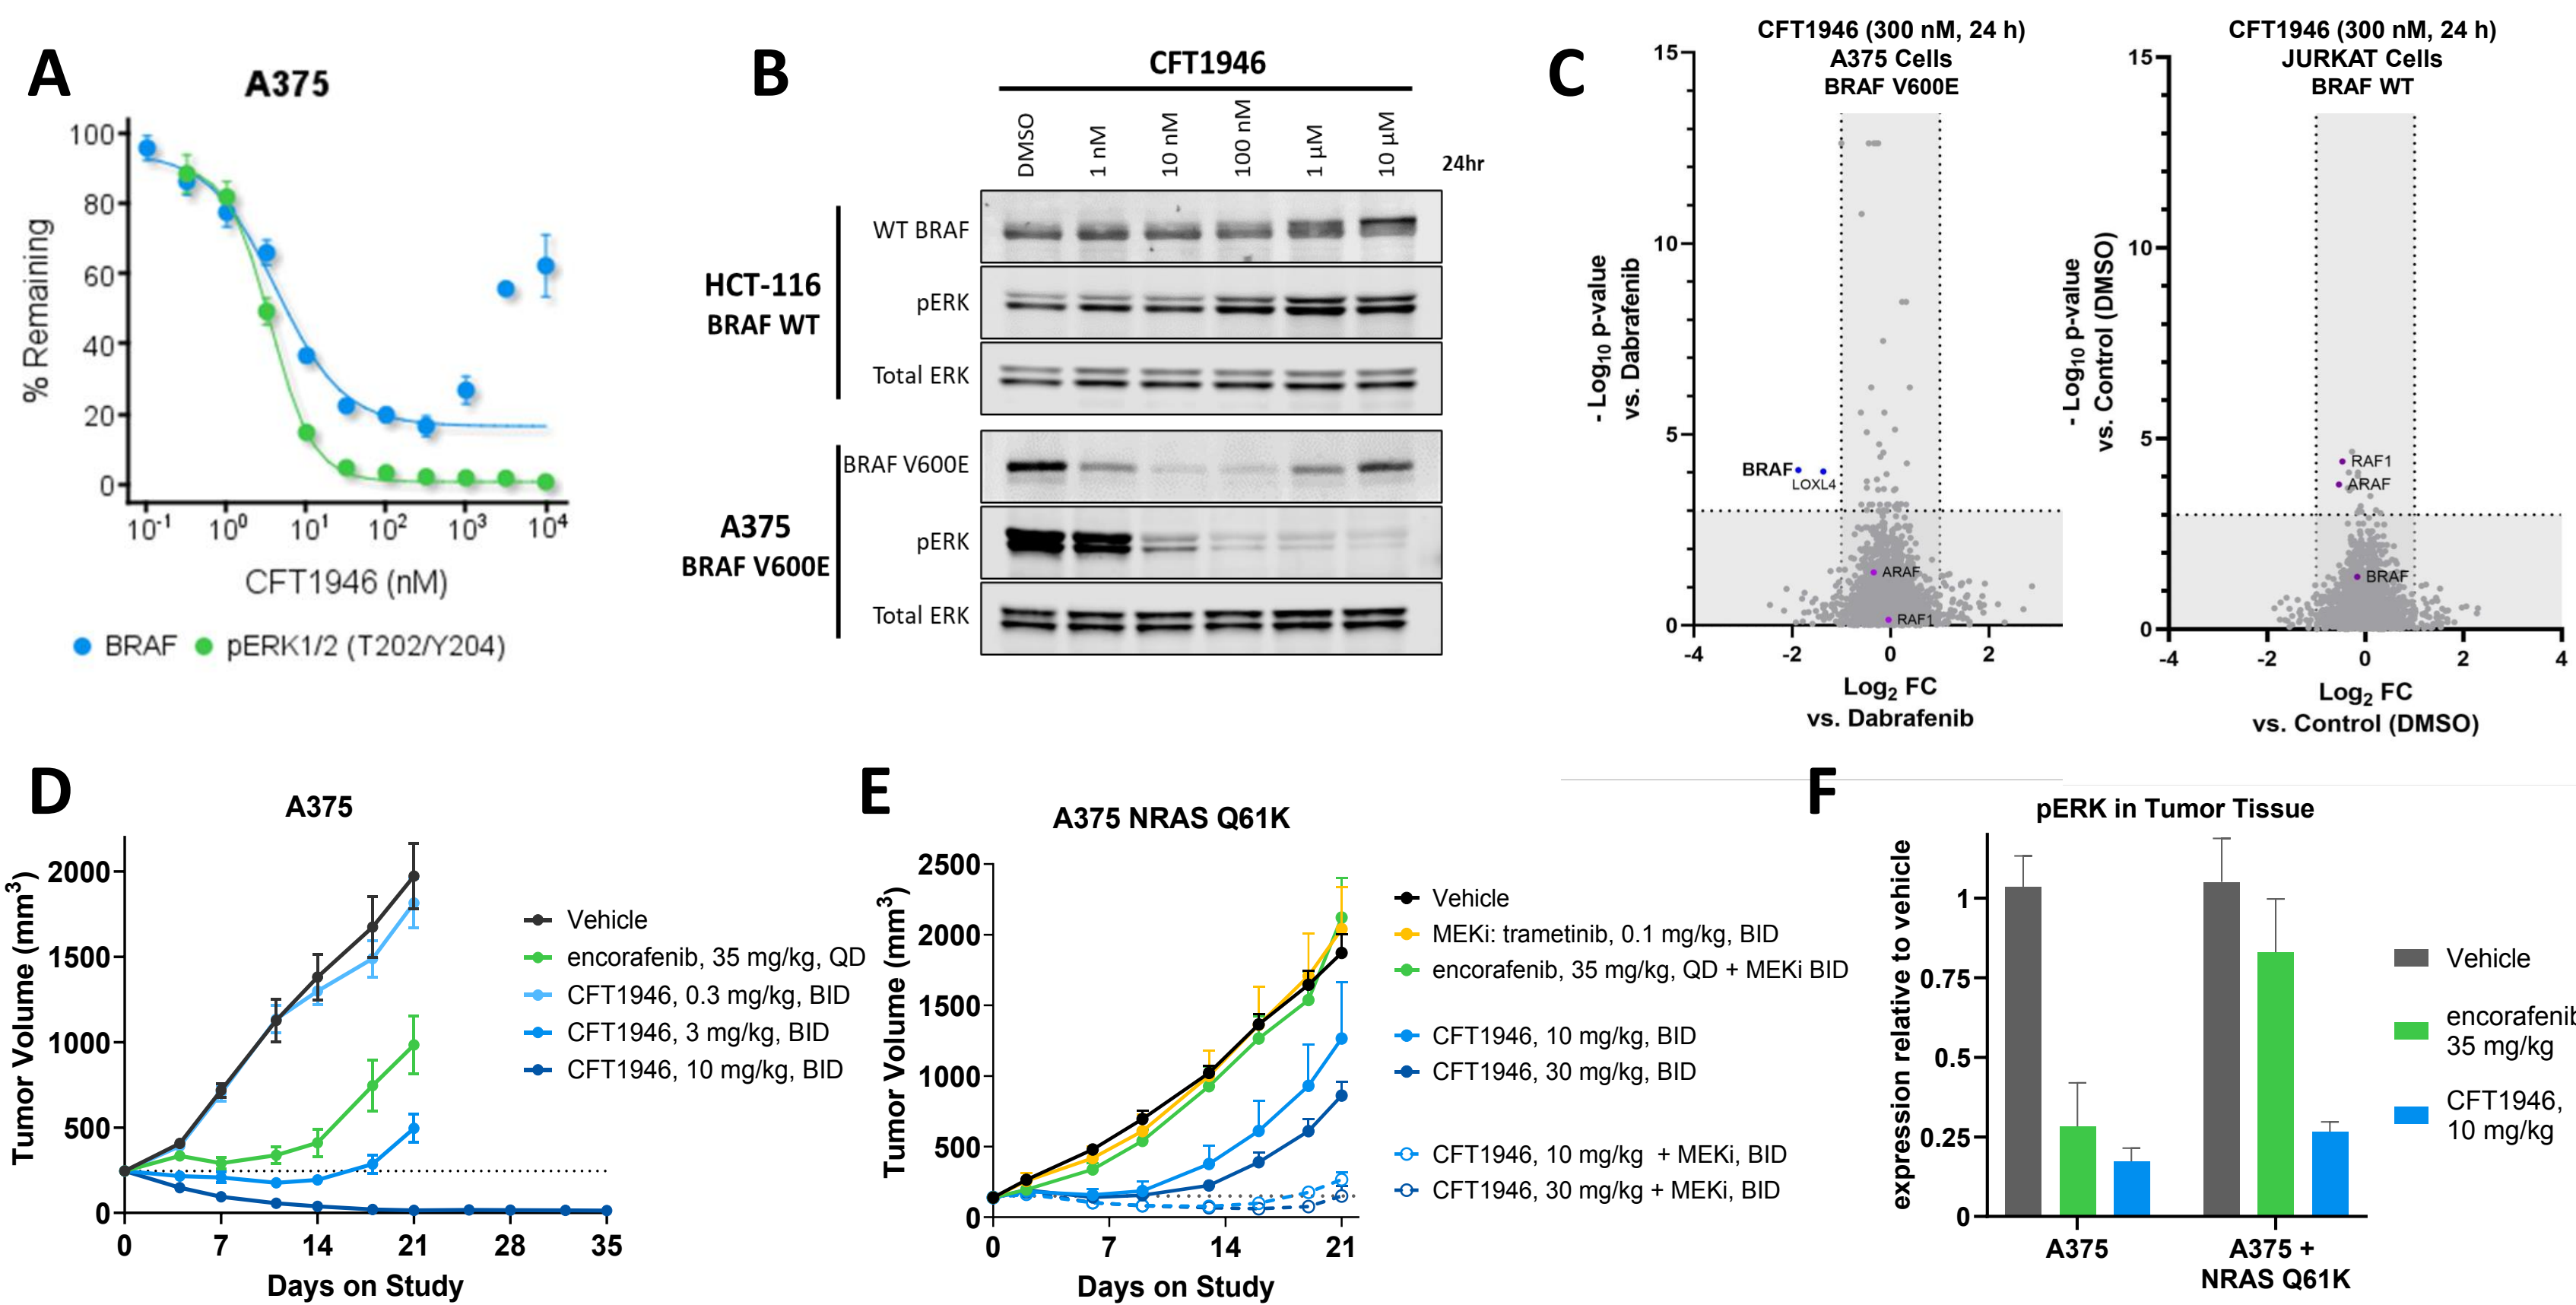 A
A375
% Remaining
100
80
60
40
20
0
10-1
100
101
102
103
104
CFT1946 (nM)
BRAF
pERK1/2 (T202/Y204)
B
CFT1946
DMSO
1 nM
10 nM
100 nM
1 µM
10 µM
24hr
HCT-116
BRAF WT
WT BRAF
pERK
Total ERK
A375
BRAF V600E
BRAF V600E
pERK
Total ERK
C
CFT1946 (300 nM, 24 h)
A375 Cells
BRAF V600E
- Log10 p-value
vs. Dabrafenib
15
10
5
0
BRAF
LOXL4
ARAF
RAF1
-4
-2
0
2
Log2 FC
vs. Dabrafenib
CFT1946 (300 nM, 24 h)
JURKAT Cells
BRAF WT
- Log10 p-value
vs. Control (DMSO)
15
10
5
0
RAF1
ARAF
BRAF
-4
-2
0
2
4
Log2 FC
vs. Control (DMSO)
D
A375
Tumor Volume (mm3)
2000
1500
1000
500
0
0
7
14
21
28
35
Days on Study
Vehicle
encorafenib, 35 mg/kg, QD
CFT1946, 0.3 mg/kg, BID
CFT1946, 3 mg/kg, BID
CFT1946, 10 mg/kg, BID
E
A375 NRAS Q61K
Tumor Volume (mm3)
2500
2000
1500
1000
500
0
0
7
14
21
Days on Study
Vehicle
MEKi: trametinib, 0.1 mg/kg, BID
encorafenib, 35 mg/kg, QD + MEKi BID
CFT1946, 10 mg/kg, BID
CFT1946, 30 mg/kg, BID
CFT1946, 10 mg/kg + MEKi, BID
CFT1946, 30 mg/kg + MEKi, BID
F
pERK in Tumor Tissue
expression relative to vehicle
1
0.75
0.5
0.25
0
A375
A375 +
NRAS Q61K
Vehicle
encorafenib
35 mg/kg
CFT1946,
10 mg/kg